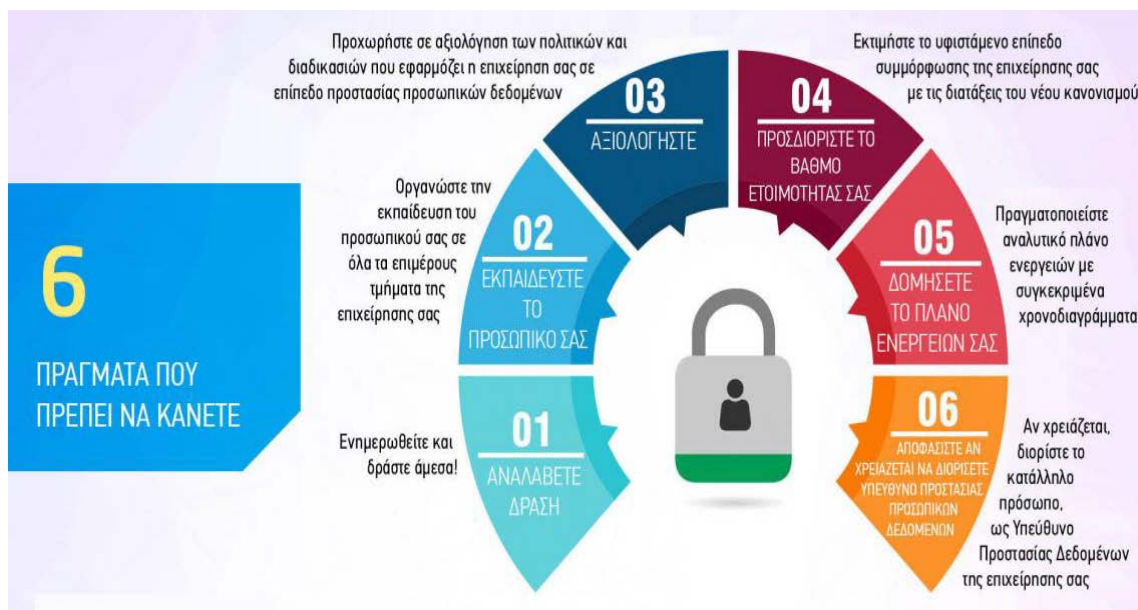 6
ΠΡΑΓΜΑΤΑ ΠΟΥ
ΠΡΕΠΕΙ ΝΑ ΚΑΝΕΤΕ
01
ΑΝΑΛΑΒΕΤΕ
ΔΡΑΣΗ
Ενημερωθείτε και
δράστε άμεσα!
02
ΕΚΠΑΙΔΕΥΣΤΕ
ΤΟ
ΠΡΟΣΩΠΙΚΟ ΣΑΣ
Οργανώστε την
εκπαίδευση του
προσωπικού σας σε
όλα τα επιμέρους
τμήματα της
επιχείρησης σας
03
ΑΞΙΟΛΟΓΗΣΤΕ
Προχωρήστε σε αξιολόγηση των πολιτικών και
διαδικασιών που εφαρμόζει η επιχείρηση σας σε
επίπεδο προστασίας προσωπικών δεδομένων
04
ΠΡΟΣΔΙΟΡΙΣΤΕ ΤΟ
ΒΑΘΜΟ
ΕΤΟΙΜΟΤΗΤΑΣ ΣΑΣ
Εκτιμήστε το υφιστάμενο επίπεδο
συμμόρφωσης της επιχείρησης σας
με τις διατάξεις του νέου κανονισμού
05
ΔΟΜΗΣΕΤΕ
ΤΟ ΠΛΑΝΟ
ΕΝΕΡΓΕΙΩΝ ΣΑΣ
Πραγματοποιείστε
αναλυτικό πλάνο
ενεργειών με
συγκεκριμένα
χρονοδιαγράμματα
06
ΑΠΟΦΑΣΙΣΤΕ ΑΝ
ΧΡΕΙΑΖΕΤΑΙ ΝΑ ΔΙΟΡΙΣΕΤΕ
ΥΠΕΥΘΥΝΟ ΠΡΟΣΤΑΣΙΑΣ
ΠΡΟΣΩΠΙΚΩΝ
ΔΕΔΟΜΕΝΩΝ
Αν χρειάζεται,
διορίστε το
κατάλληλο
πρόσωπο,
ως Υπεύθυνο
Προστασίας Δεδομένων
της επιχείρησης σας